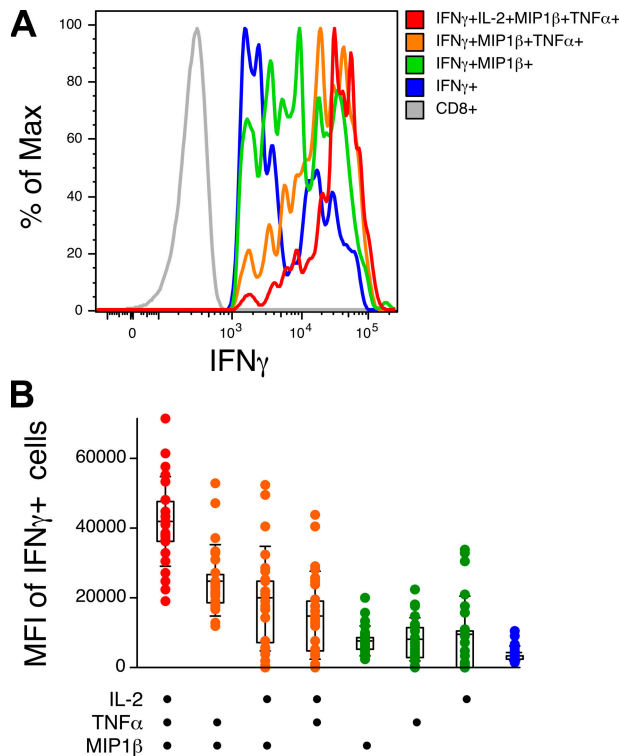 A
IFNγ+IL-2+MIP1β+TNFα+
IFNγ+MIP1β+TNFα+
IFNγ+MIP1β+
IFNγ+
CD8+
% of Max
100
80
60
40
20
0
0 10³ 10⁴ 10⁵
IFNγ
B
MFI of IFNγ+ cells
60000
40000
20000
0
IL-2
TNFα
MIP1β